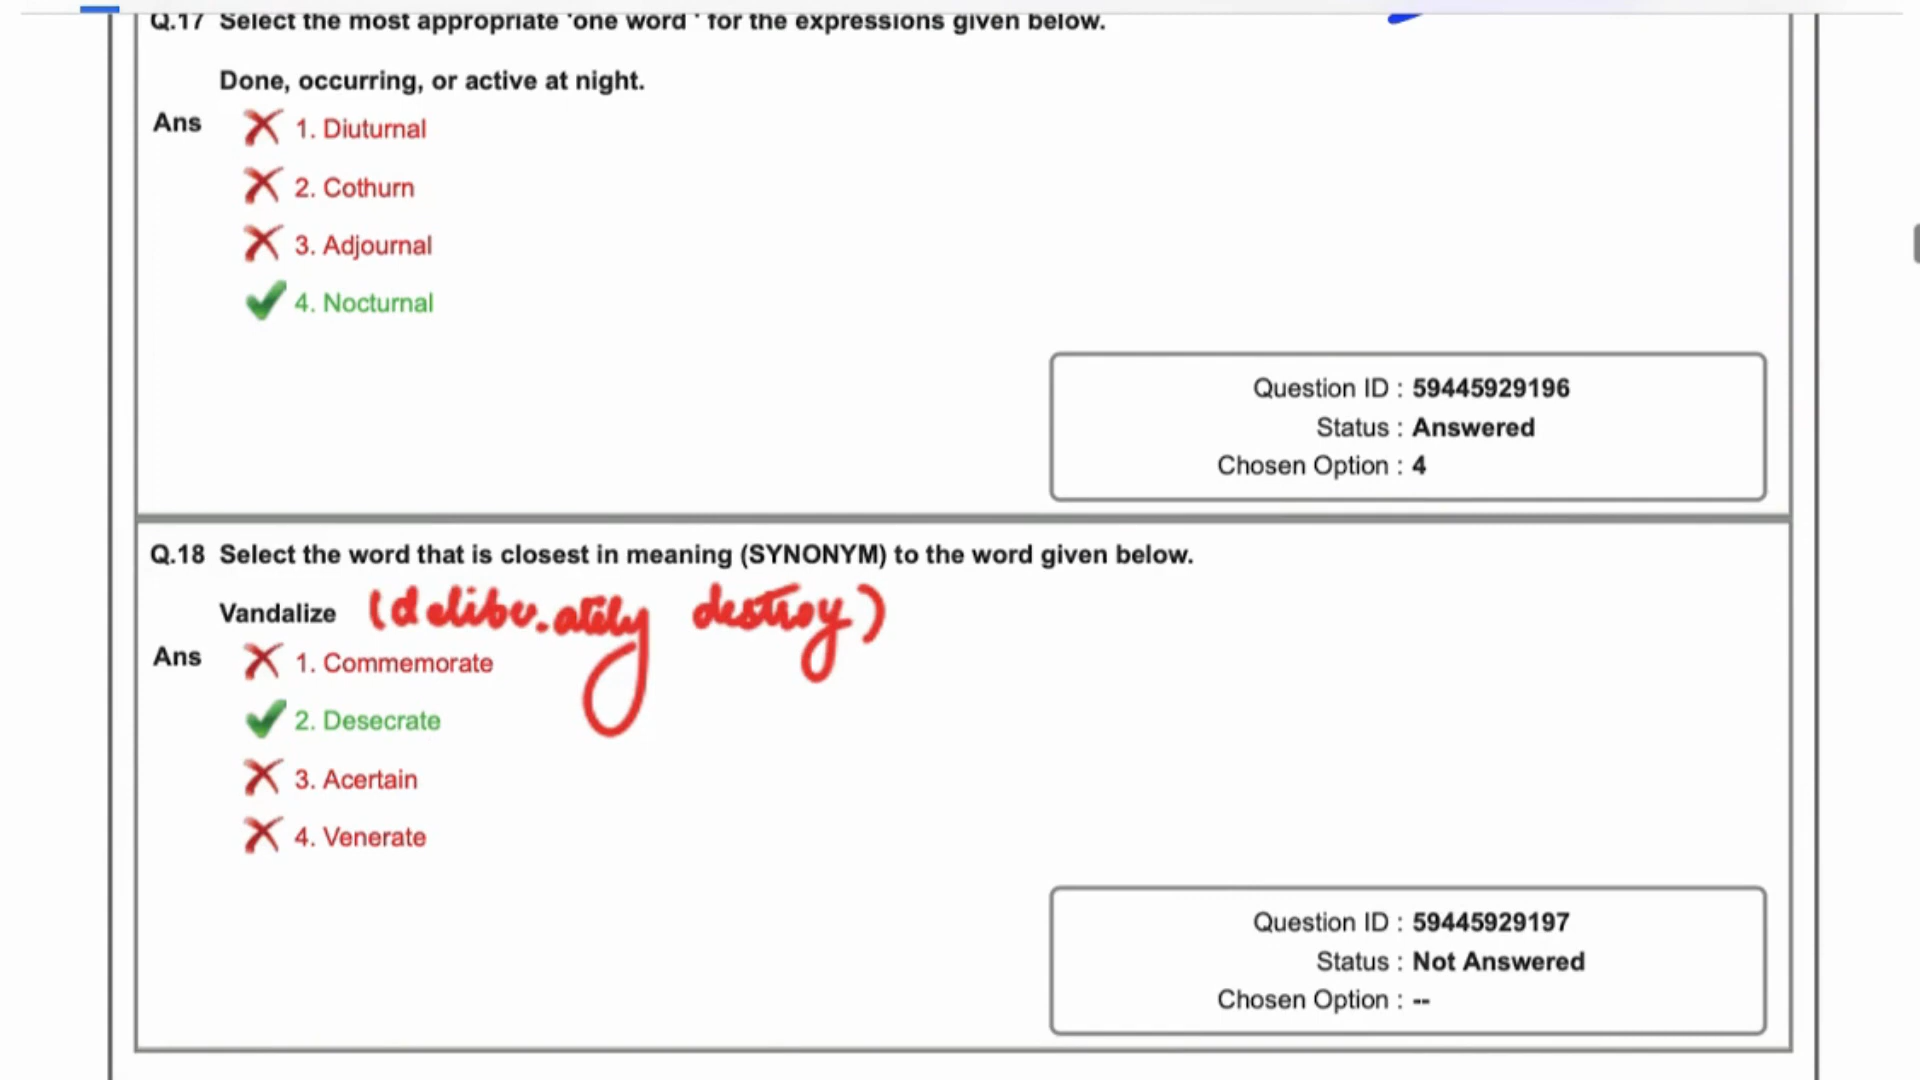 Q.17 Select the most appropriate 'one word ' for the expressions given below.
Done, occurring, or active at night.
Ans 1. Diuturnal
2. Cothurn
3. Adjournal
4. Nocturnal
Question ID : 59445929196
Status : Answered
Chosen Option : 4
Q.18 Select the word that is closest in meaning (SYNONYM) to the word given below.
Vandalize (deliberately destroy)
Ans 1. Commemorate
2. Desecrate
3. Acertain
4. Venerate
Question ID : 59445929197
Status : Not Answered
Chosen Option : --